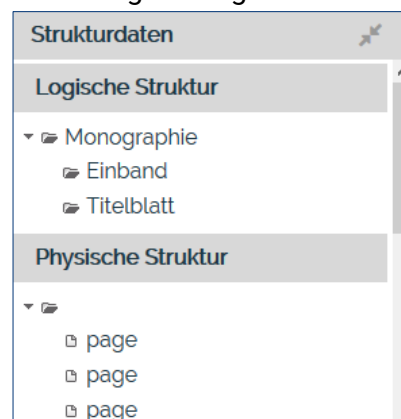 Strukturdaten
Logische Struktur
Monographie
Einband
Titelblatt
Physische Struktur
page
page
page